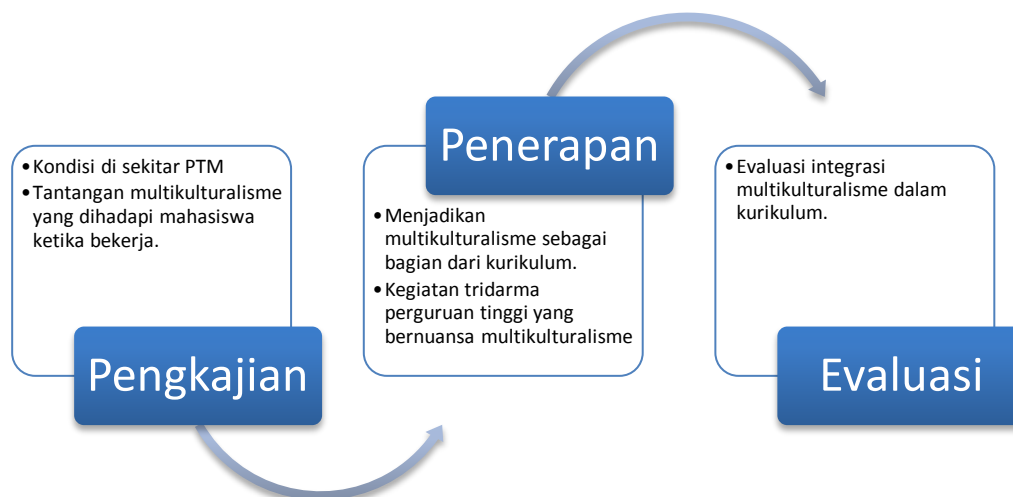 •Kondisi di sekitar PTM
•Tantangan multikulturalisme
yang dihadapi mahasiswa
ketika bekerja.
Pengkajian
Penerapan
•Menjadikan
multikulturalisme sebagai
bagian dari kurikulum.
•Kegiatan tridarma
perguruan tinggi yang
bernuansa multikulturalisme
•Evaluasi integrasi
multikulturalisme dalam
kurikulum.
Evaluasi